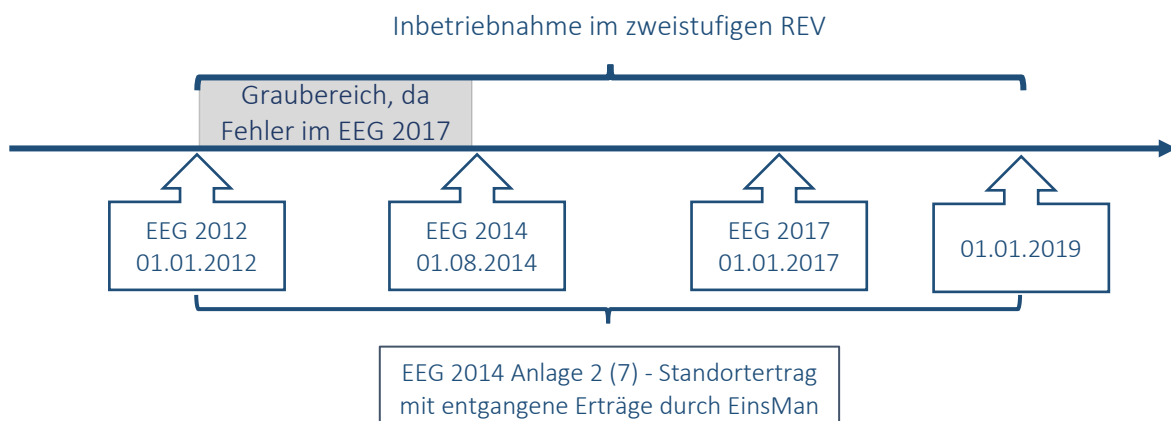 Inbetriebnahme im zweistufigen REV
Graubereich, da
Fehler im EEG 2017
EEG 2012
01.01.2012
EEG 2014
01.08.2014
EEG 2017
01.01.2017
01.01.2019
EEG 2014 Anlage 2 (7) - Standortertrag
mit entgangene Erträge durch EinsMan